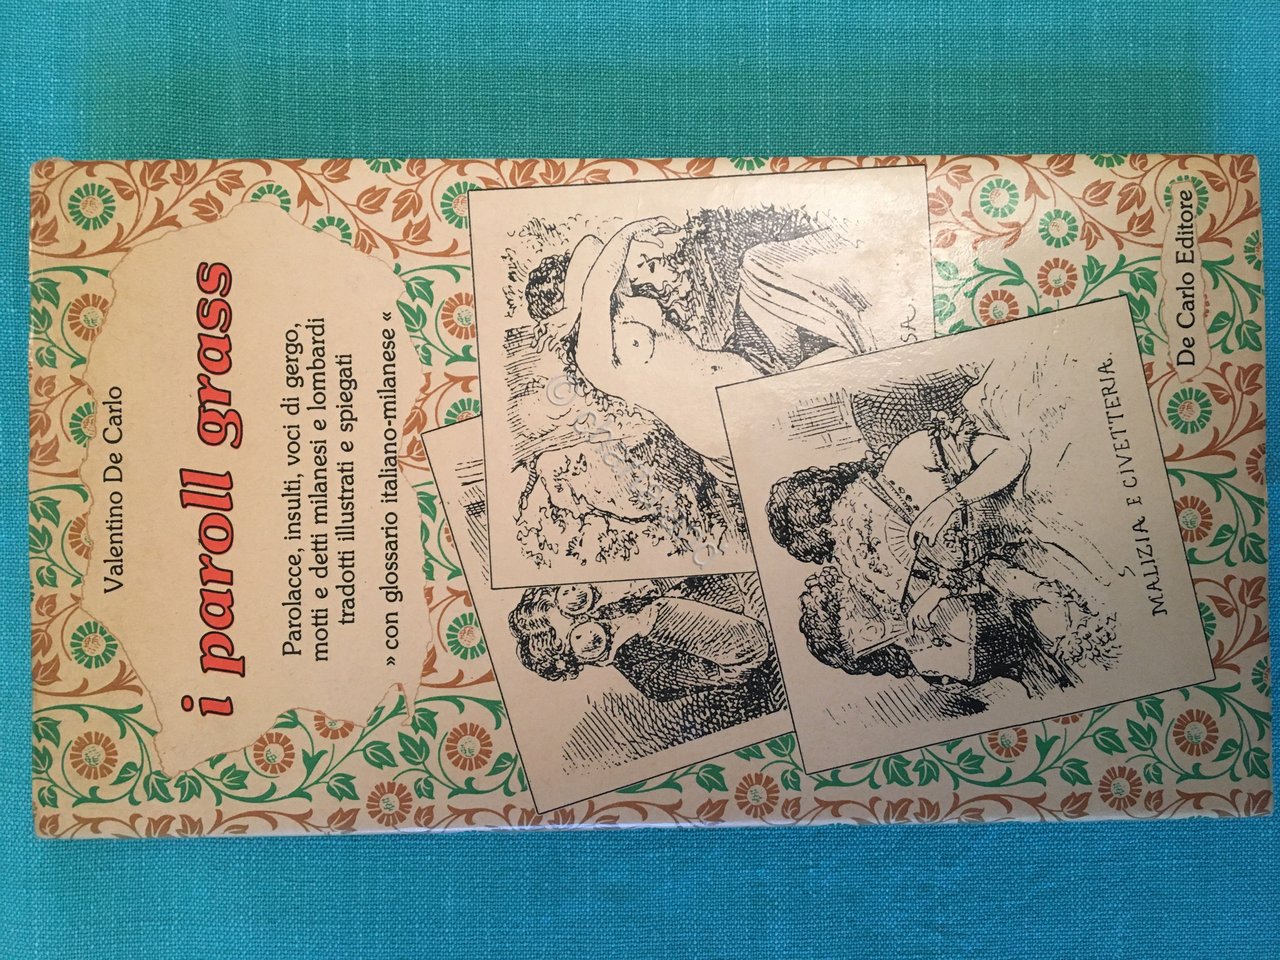 Valentino De Carlo
i paroll grass
Parolacce, insulti, voci di gergo,
motti e detti milanesi e lombardi
tradotti illustrati e spiegati
» con glossario italiano-milanese «
SA
MALIZIA E CIVETTERIA.
De Carlo Editore